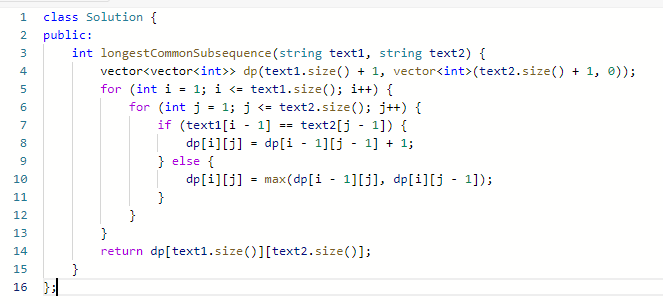 1 class Solution {
2 public:
3     int longestCommonSubsequence(string text1, string text2) {
4         vector<vector<int>> dp(text1.size() + 1, vector<int>(text2.size() + 1, 0));
5         for (int i = 1; i <= text1.size(); i++) {
6             for (int j = 1; j <= text2.size(); j++) {
7                 if (text1[i - 1] == text2[j - 1]) {
8                     dp[i][j] = dp[i - 1][j - 1] + 1;
9                 } else {
10                     dp[i][j] = max(dp[i - 1][j], dp[i][j - 1]);
11                 }
12             }
13         }
14         return dp[text1.size()][text2.size()];
15     }
16 };